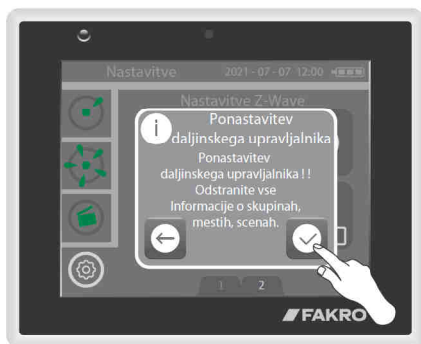 Nastavitve 2021-07-07 12:00
Nastavitve Z-Wave
i Ponastavitev
daljinskega upravljalnika
Ponastavitev
daljinskega upravljalnika!!
Odstranite vse
Informacije o skupinah,
mestih, scenah.
1 2
FAKRO